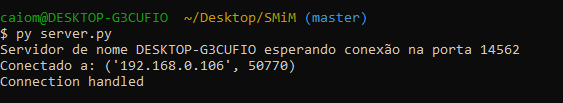 caiom@DESKTOP-G3CUFIO ~/Desktop/SMiM (master)
$ py server.py
Servidor de nome DESKTOP-G3CUFIO esperando conexão na porta 14562
Conectado a: ('192.168.0.106', 50770)
Connection handled